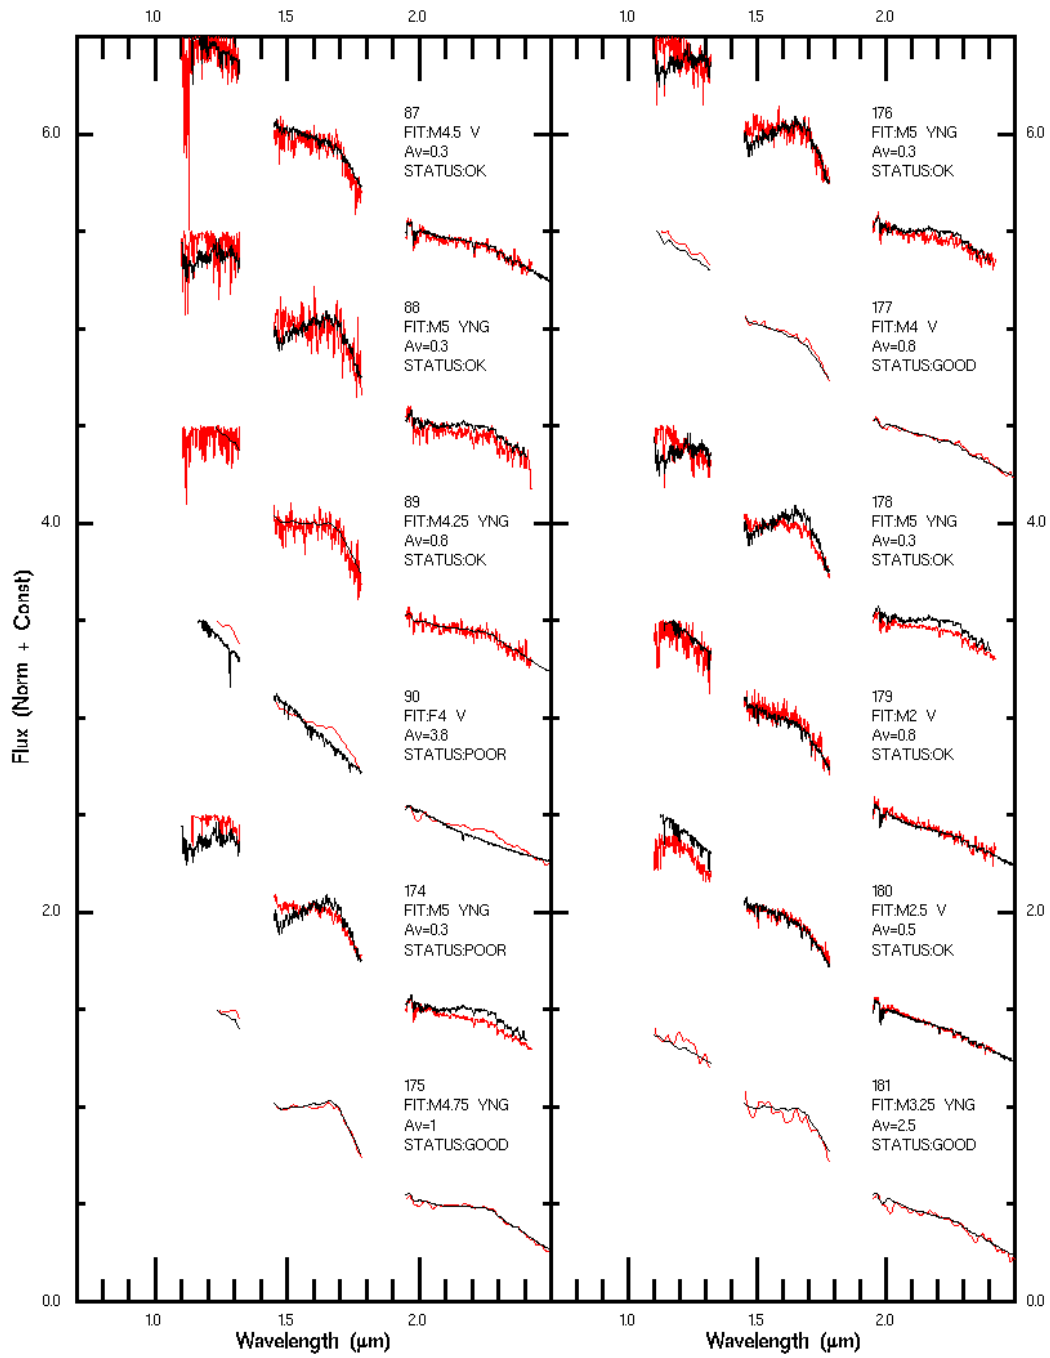 1.0 1.5 2.0 1.0 1.5 2.0
6.0
4.0
2.0
0.0
Flux (Norm + Const)
87
FIT:M4.5 V
Av=0.3
STATUS:OK
88
FIT:M5 YNG
Av=0.3
STATUS:OK
89
FIT:M4.25 YNG
Av=0.8
STATUS:OK
90
FIT:F4 V
Av=3.8
STATUS:POOR
174
FIT:M5 YNG
Av=0.3
STATUS:POOR
175
FIT:M4.75 YNG
Av=1
STATUS:GOOD
176
FIT:M5 YNG
Av=0.3
STATUS:OK
177
FIT:M4 V
Av=0.8
STATUS:GOOD
178
FIT:M5 YNG
Av=0.3
STATUS:OK
179
FIT:M2 V
Av=0.8
STATUS:OK
180
FIT:M2.5 V
Av=0.5
STATUS:OK
181
FIT:M3.25 YNG
Av=2.5
STATUS:GOOD
6.0
4.0
2.0
0.0
1.0 1.5 2.0 1.0 1.5 2.0
Wavelength (μm) Wavelength (μm)